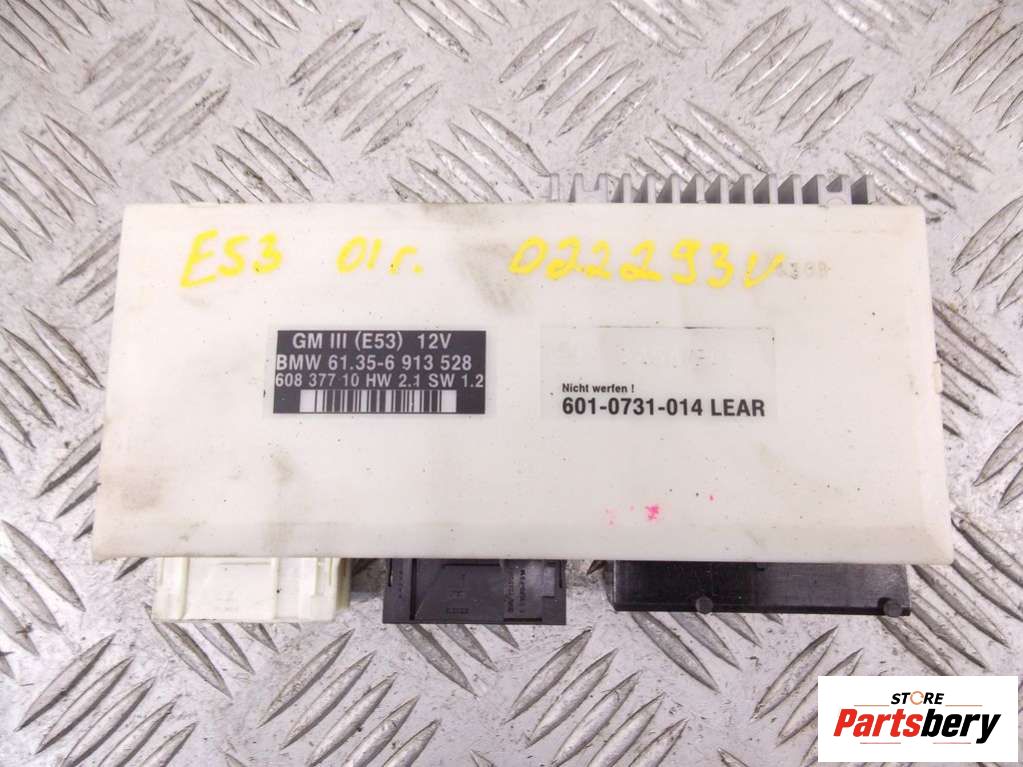 E53 01г. 022293v
GM III (E53) 12V
BMW 61.35-6 913 528
608 377 10 HW 2.1 SW 1.2
Nicht werfen !
601-0731-014 LEAR
STORE
Partsbery